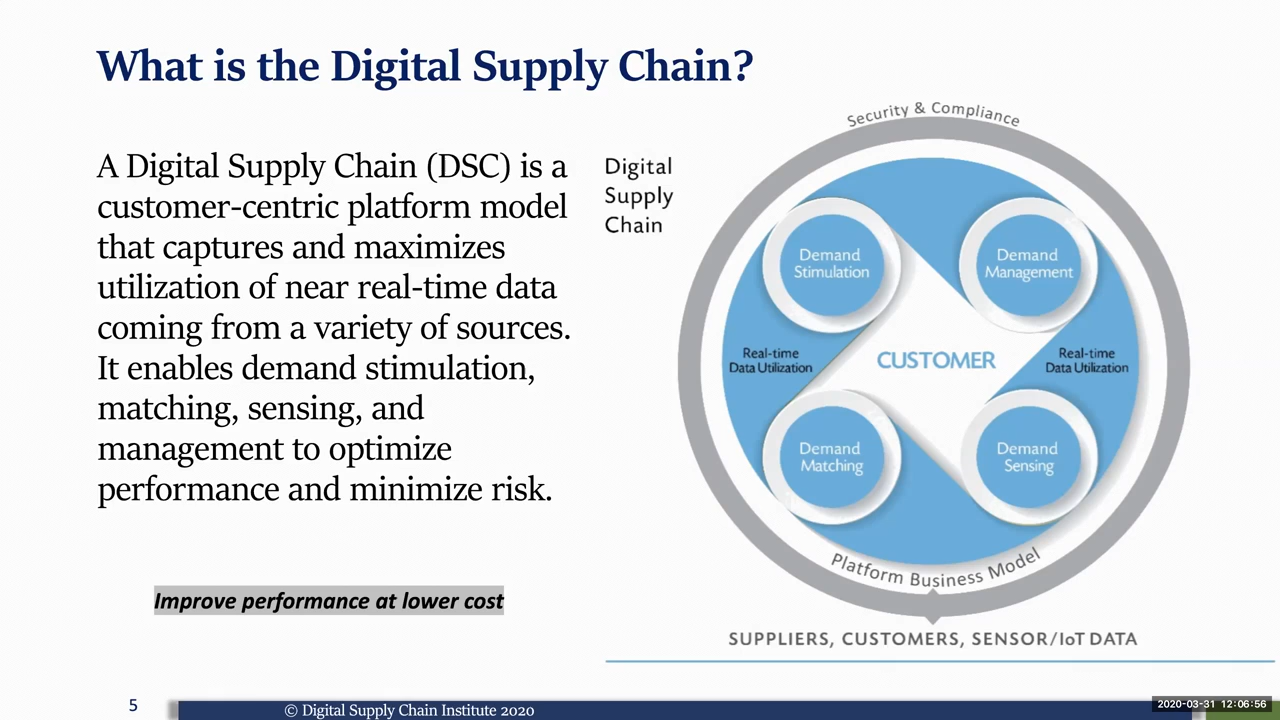 What is the Digital Supply Chain?
A Digital Supply Chain (DSC) is a
customer-centric platform model
that captures and maximizes
utilization of near real-time data
coming from a variety of sources.
It enables demand stimulation,
matching, sensing, and
management to optimize
performance and minimize risk.
Improve performance at lower cost
Digital
Supply
Chain
Security & Compliance
Demand
Stimulation
Demand
Management
Real-time
Data Utilization
CUSTOMER
Real-time
Data Utilization
Demand
Matching
Demand
Sensing
Platform Business Model
SUPPLIERS, CUSTOMERS, SENSOR/IoT DATA
5
© Digital Supply Chain Institute 2020
2020-03-31 12:06:56